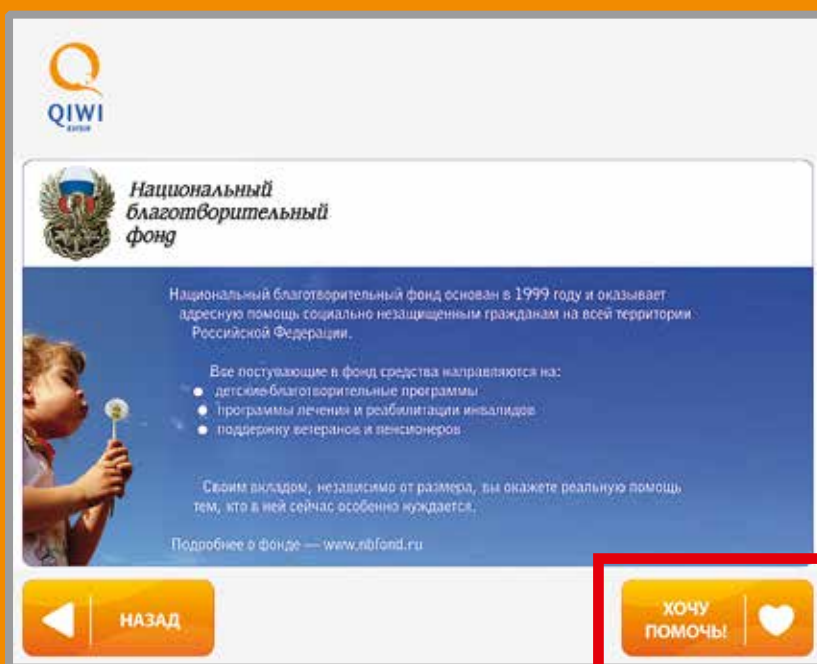 QIWI
Национальный
благотворительный
фонд
Национальный благотворительный фонд основан в 1999 году и оказывает
адресную помощь социально незащищенным гражданам на всей территории
Российской Федерации.
Все поступающие в фонд средства направляются на:
детские благотворительные программы
программы лечения и реабилитации инвалидов
поддержку ветеранов и пенсионеров
Своим вкладом, независимо от размера, вы окажете реальную помощь
тем, кто в ней сейчас особенно нуждается.
Подробнее о фонде — www.nbfond.ru
НАЗАД
ХОЧУ
ПОМОЧЬ!